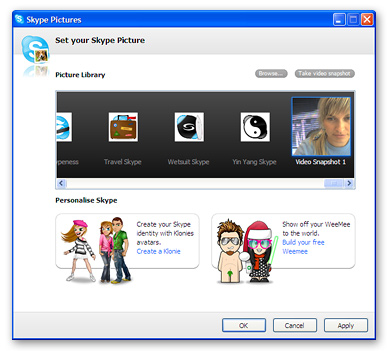 Skype Pictures
Set your Skype Picture
Picture Library
Browse...
Take video snapshot
ypeness
Travel Skype
Wetsuit Skype
Yin Yang Skype
Video Snapshot 1
Personalise Skype
Create your Skype
identity with Klonies
avatars.
Create a Klonie
Show off your WeeMee
to the world.
Build your free
Weemee
OK
Cancel
Apply